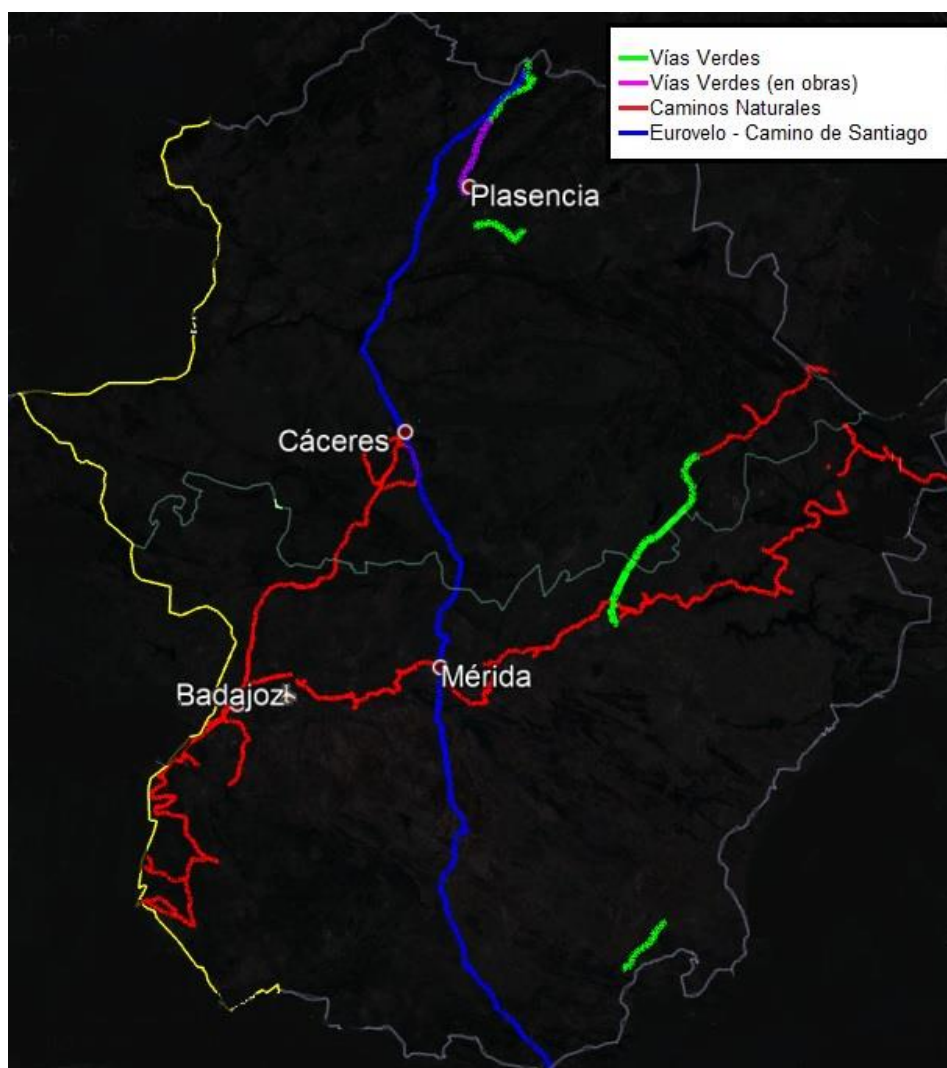 Vías Verdes
Vías Verdes (en obras)
Caminos Naturales
Eurovelo - Camino de Santiago
Plasencia
Cáceres
Mérida
Badajoz